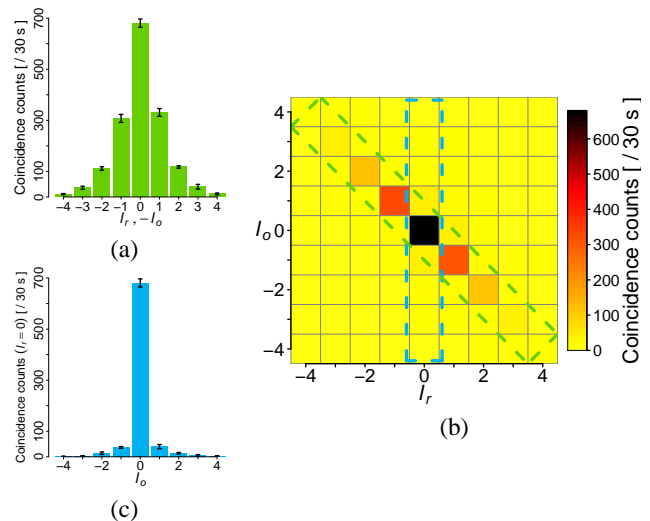 Coincidence counts [ / 30 s ]
700
500
300
100
0
−4 −3 −2 −1 0 1 2 3 4
l_r , −l_o
(a)
Coincidence counts (l_r = 0) [ / 30 s ]
700
500
300
100
0
−4 −2 0 2 4
l_o
(c)
4
2
l_o 0
−2
−4
−4 −2 0 2 4
l_r
(b)
600
500
400
300
200
100
0
Coincidence counts [ / 30 s ]